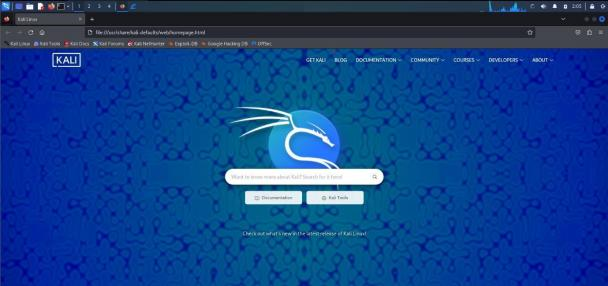 1 2 3 4
2:05
Kali Linux
file:///usr/share/kali-defaults/web/homepage.html
Kali Linux Kali Tools Kali Docs Kali Forums Kali NetHunter Exploit-DB Google Hacking DB OffSec
KALI
GET KALI BLOG DOCUMENTATION COMMUNITY COURSES DEVELOPERS ABOUT
Want to know more about Kali? Search for it here!
Documentation Kali Tools
Check out what's new in the latest release of Kali Linux!